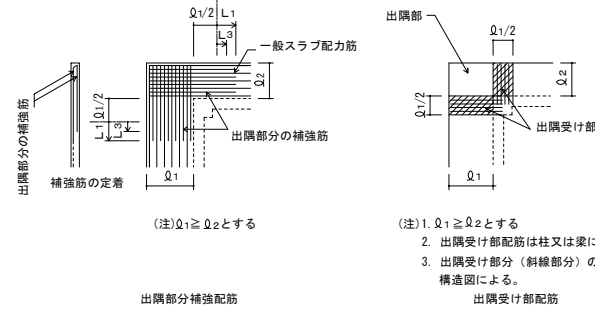 ℓ1/2 L1
L3
一般スラブ配力筋
ℓ2
出隅部分の補強筋
ℓ1/2
L1
L3
出隅部分の補強筋
補強筋の定着
ℓ1
(注)ℓ1≧ℓ2とする
出隅部分補強配筋
出隅部
ℓ1/2
ℓ2
ℓ1/2
出隅受け部
ℓ1
(注)1. ℓ1≧ℓ2とする
2. 出隅受け部配筋は柱又は梁に
3. 出隅受け部分（斜線部分）の
構造図による。
出隅受け部配筋